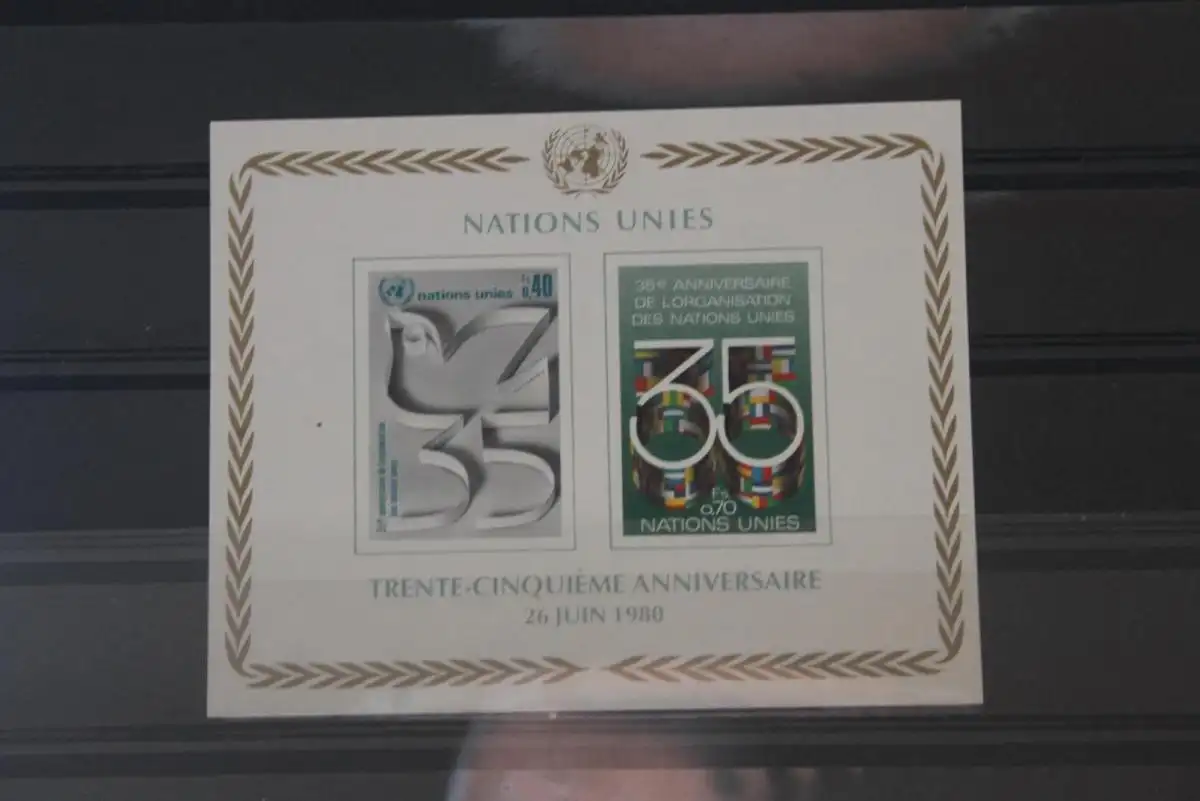 NATIONS UNIES
nations unies
Fs
0,40
35
35e ANNIVERSAIRE
DE L'ORGANISATION
DES NATIONS UNIES
35
Fs
0,70
NATIONS UNIES
TRENTE-CINQUIÈME ANNIVERSAIRE
26 JUIN 1980